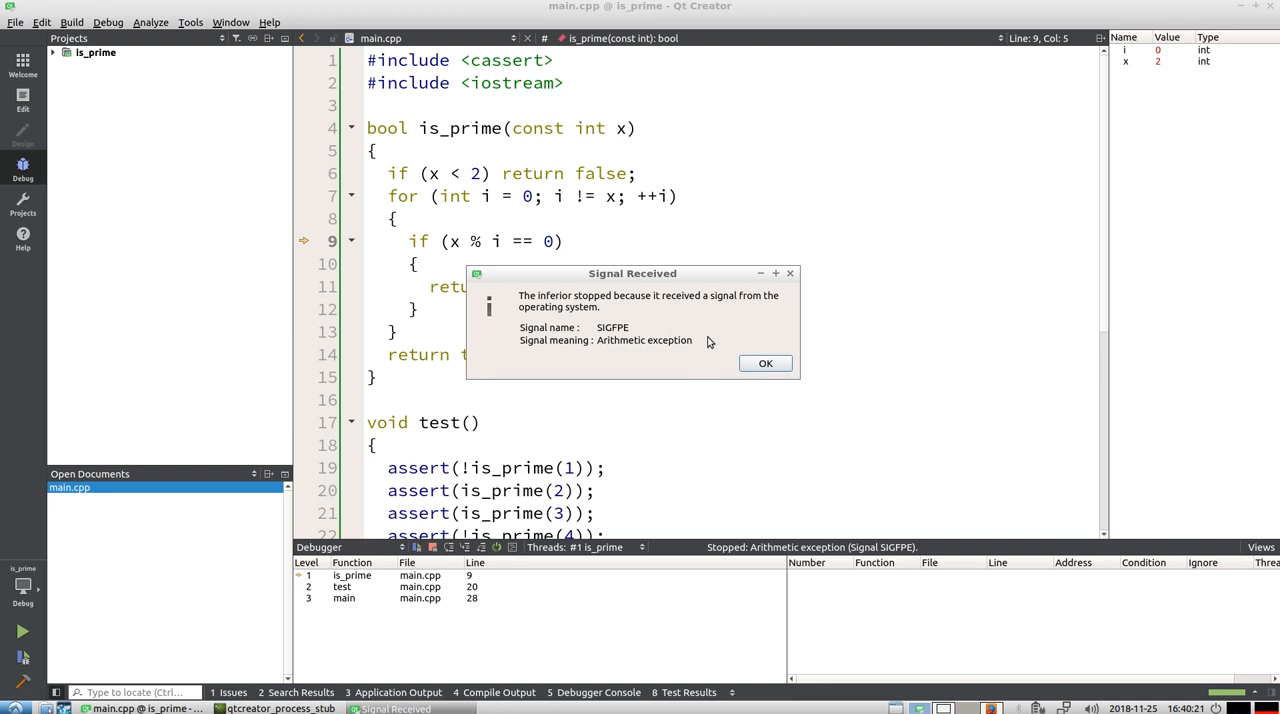 main.cpp @ is_prime - Qt Creator
File Edit Build Debug Analyze Tools Window Help
Projects
main.cpp
# is_prime(const int): bool
Line: 9, Col: 5
Name Value Type
i 0 int
x 2 int
is_prime
Welcome
Edit
Design
Debug
Projects
Help
1 #include <cassert>
2 #include <iostream>
3
4 bool is_prime(const int x)
5 {
6 if (x < 2) return false;
7 for (int i = 0; i != x; ++i)
8 {
9 if (x % i == 0)
10 {
11 retu
12 }
13 }
14 return t
15 }
16
17 void test()
18 {
19 assert(!is_prime(1));
20 assert(is_prime(2));
21 assert(is_prime(3));
22 assert(!is_prime(4));
Signal Received
The inferior stopped because it received a signal from the
operating system.
Signal name : SIGFPE
Signal meaning : Arithmetic exception
OK
Open Documents
main.cpp
Debugger
Threads: #1 is_prime
Stopped: Arithmetic exception (Signal SIGFPE).
Views
Level Function File Line
1 is_prime main.cpp 9
2 test main.cpp 20
3 main main.cpp 28
Number Function File Line Address Condition Ignore Threa
is_prime
Debug
Type to locate (Ctrl...
1 Issues 2 Search Results 3 Application Output 4 Compile Output 5 Debugger Console 8 Test Results
main.cpp @ is_prime - ...
qtcreator_process_stub
Signal Received
2018-11-25 16:40:21